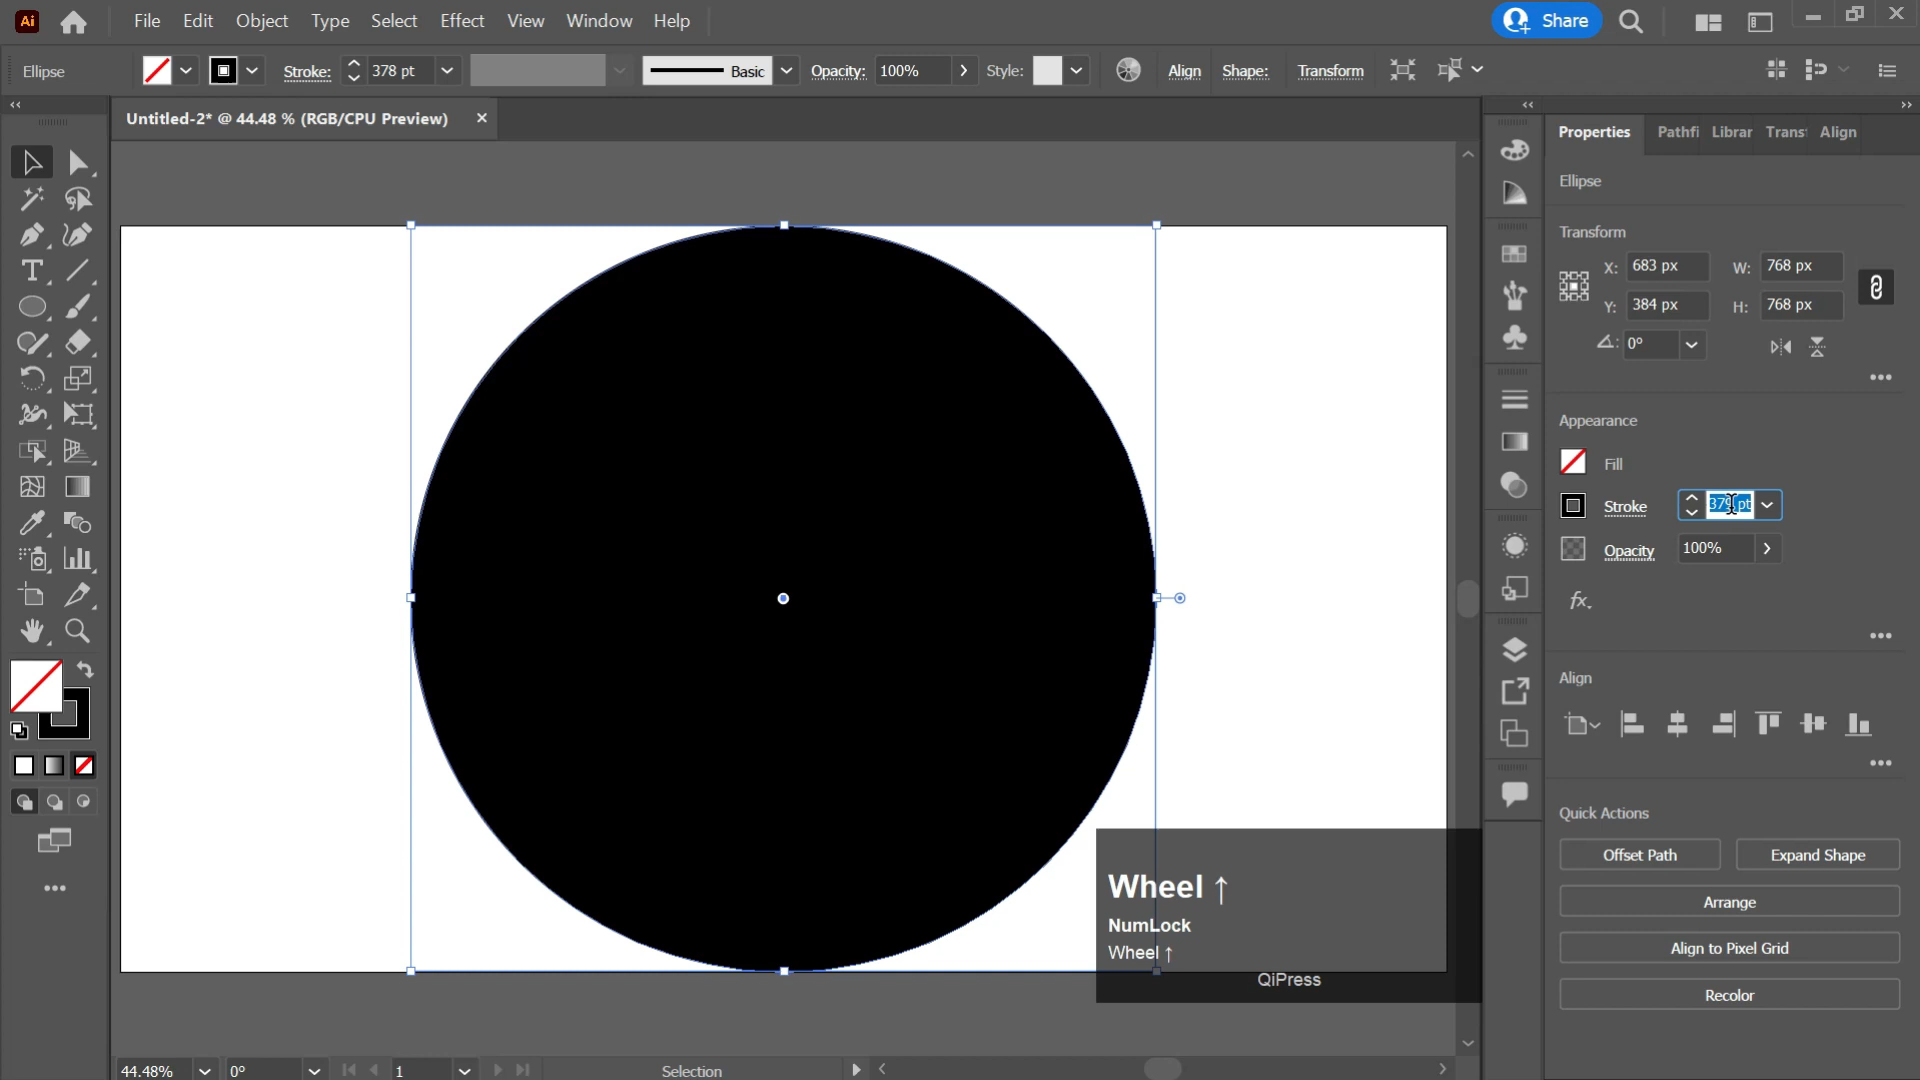 Ai File Edit Object Type Select Effect View Window Help Share
Ellipse Stroke: 378 pt Basic Opacity: 100% Style: Align Shape: Transform
Untitled-2* @ 44.48 % (RGB/CPU Preview)
Properties Pathfi Librar Trans Align
Ellipse
Transform
X: 683 px W: 768 px
Y: 384 px H: 768 px
0°
Appearance
Fill
Stroke 379 pt
Opacity 100%
fx.
Align
Quick Actions
Offset Path Expand Shape
Arrange
Align to Pixel Grid
Recolor
Wheel ↑
NumLock
Wheel ↑
QiPress
44.48% 0° 1 Selection